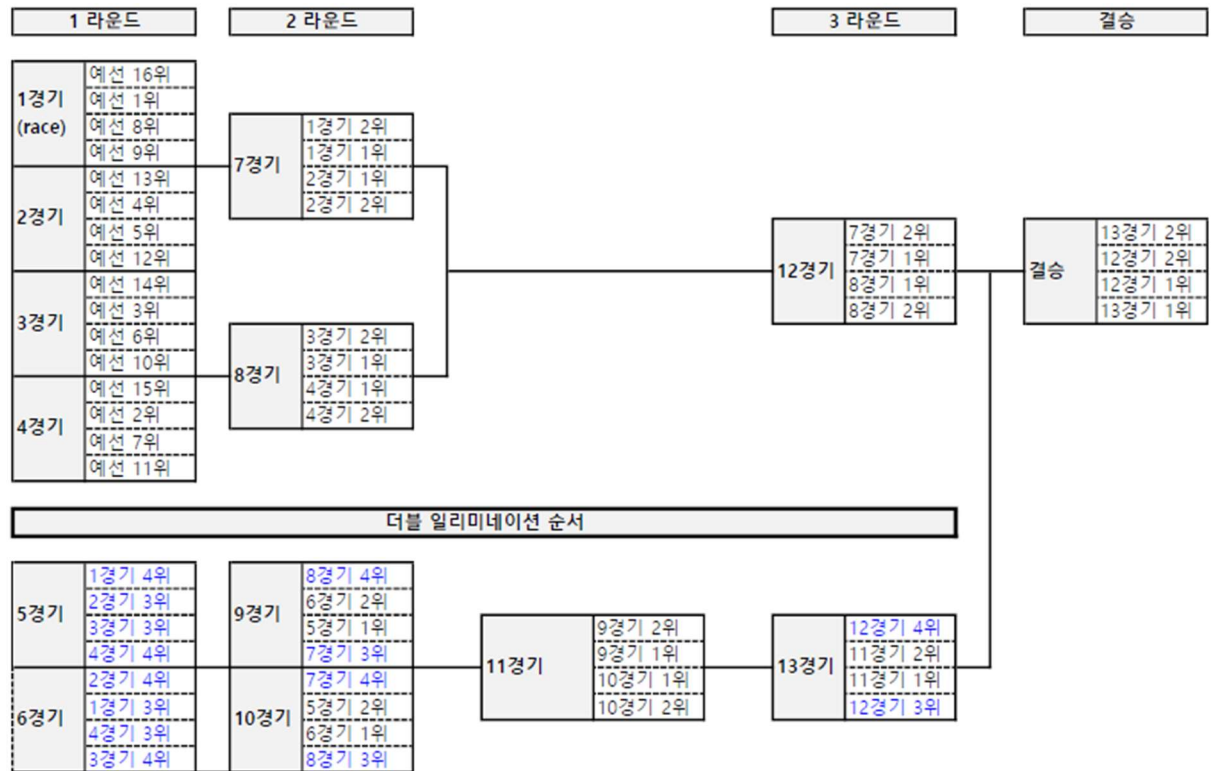 1 라운드
2 라운드
3 라운드
결승
1경기
(race)
예선 16위
예선 1위
예선 8위
예선 9위
2경기
예선 13위
예선 4위
예선 5위
예선 12위
3경기
예선 14위
예선 3위
예선 6위
예선 10위
4경기
예선 15위
예선 2위
예선 7위
예선 11위
7경기
1경기 2위
1경기 1위
2경기 1위
2경기 2위
8경기
3경기 2위
3경기 1위
4경기 1위
4경기 2위
12경기
7경기 2위
7경기 1위
8경기 1위
8경기 2위
결승
13경기 2위
12경기 2위
12경기 1위
13경기 1위
더블 일리미네이션 순서
5경기
1경기 4위
2경기 3위
3경기 3위
4경기 4위
6경기
2경기 4위
1경기 3위
4경기 3위
3경기 4위
9경기
8경기 4위
6경기 2위
5경기 1위
7경기 3위
10경기
7경기 4위
5경기 2위
6경기 1위
8경기 3위
11경기
9경기 2위
9경기 1위
10경기 1위
10경기 2위
13경기
12경기 4위
11경기 2위
11경기 1위
12경기 3위